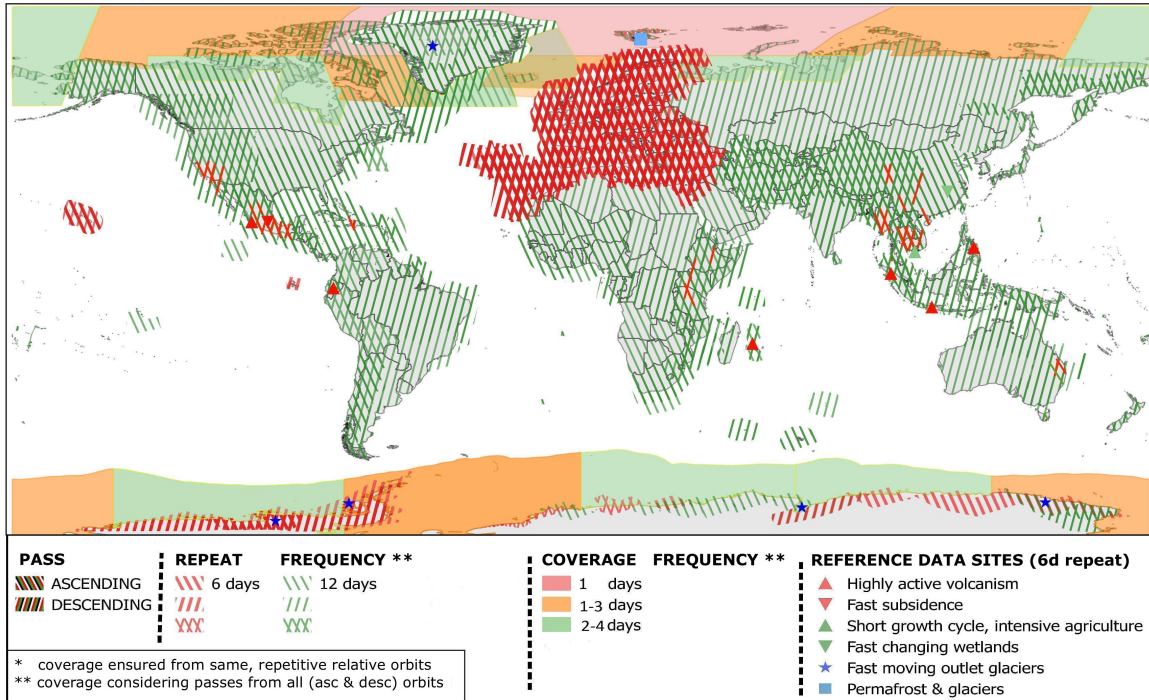 PASS
ASCENDING
DESCENDING
REPEAT FREQUENCY **
6 days 12 days
COVERAGE FREQUENCY **
1 days
1-3 days
2-4 days
REFERENCE DATA SITES (6d repeat)
Highly active volcanism
Fast subsidence
Short growth cycle, intensive agriculture
Fast changing wetlands
Fast moving outlet glaciers
Permafrost & glaciers
* coverage ensured from same, repetitive relative orbits
** coverage considering passes from all (asc & desc) orbits